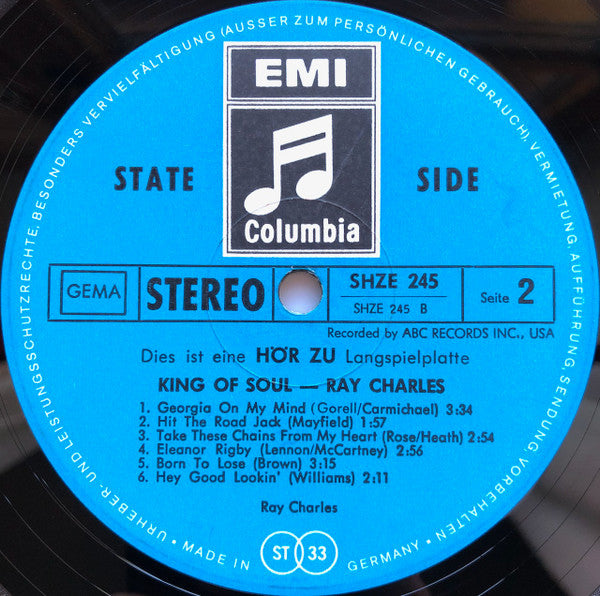 URHEBER- UND LEISTUNGSSCHUTZRECHTE, BESONDERS VERVIELFÄLTIGUNG (AUSSER ZUM PERSÖNLICHEN GEBRAUCH), VERMIETUNG, AUFFÜHRUNG, SENDUNG, VORBEHALTEN
EMI
STATE SIDE
Columbia
GEMA STEREO SHZE 245 Seite 2
SHZE 245 B
Recorded by ABC RECORDS INC., USA
Dies ist eine HÖR ZU Langspielplatte
KING OF SOUL — RAY CHARLES
1. Georgia On My Mind (Gorell/Carmichael) 3:34
2. Hit The Road Jack (Mayfield) 1:57
3. Take These Chains From My Heart (Rose/Heath) 2:54
4. Eleanor Rigby (Lennon/McCartney) 2:56
5. Born To Lose (Brown) 3:15
6. Hey Good Lookin' (Williams) 2:11
Ray Charles
• MADE IN ST 33 GERMANY •